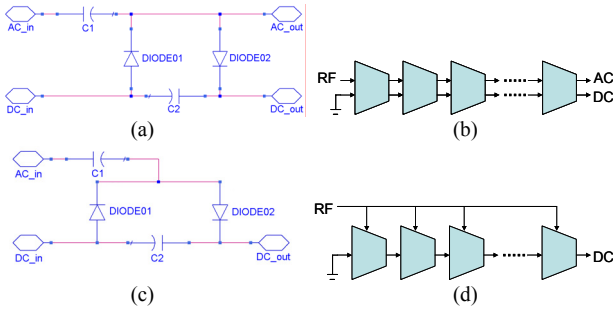 AC_in
C1
AC_out
DIODE01
DIODE02
DC_in
C2
DC_out
(a)
RF
AC
DC
(b)
AC_in
C1
DIODE01
DIODE02
DC_in
C2
DC_out
(c)
RF
DC
(d)